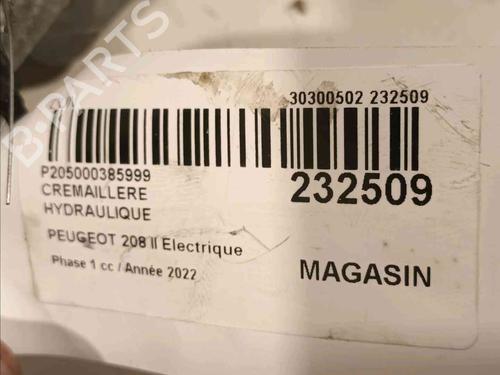 30300502 232509
P205000385999
232509
CREMAILLERE
HYDRAULIQUE
PEUGEOT 208 II Electrique
Phase 1 cc / Année 2022
MAGASIN
B-PARTS